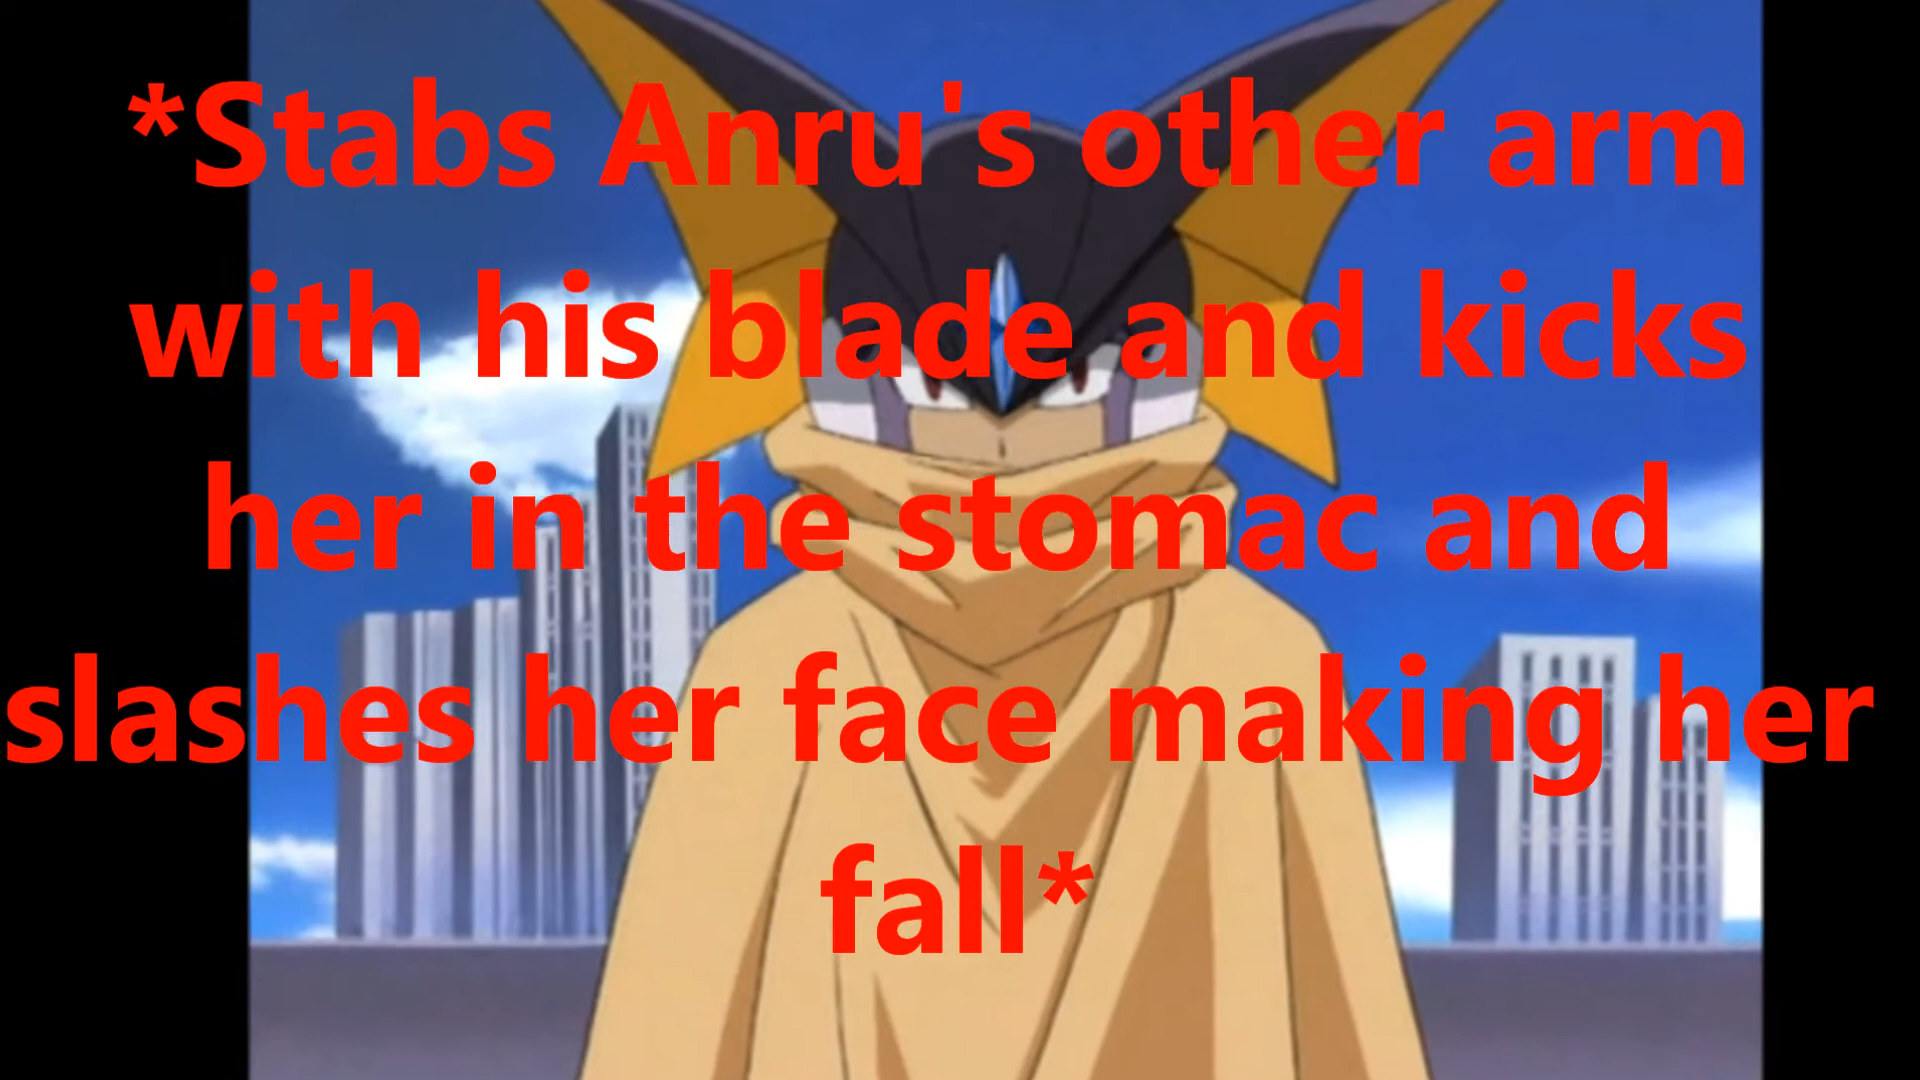 *Stabs Anru's other arm
with his blade and kicks
her in the stomac and
slashes her face making her
fall*